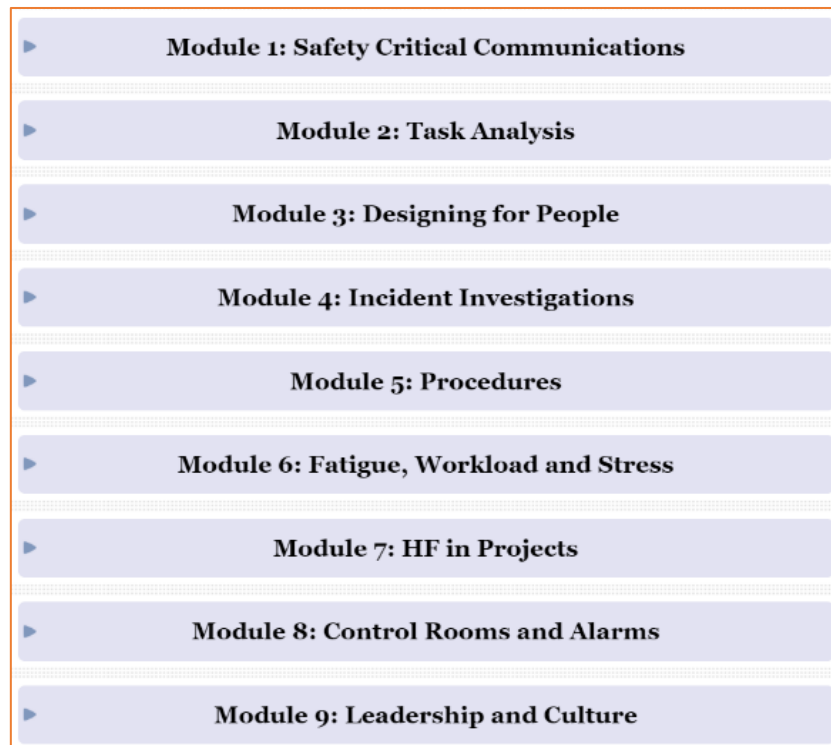 Module 1: Safety Critical Communications
Module 2: Task Analysis
Module 3: Designing for People
Module 4: Incident Investigations
Module 5: Procedures
Module 6: Fatigue, Workload and Stress
Module 7: HF in Projects
Module 8: Control Rooms and Alarms
Module 9: Leadership and Culture